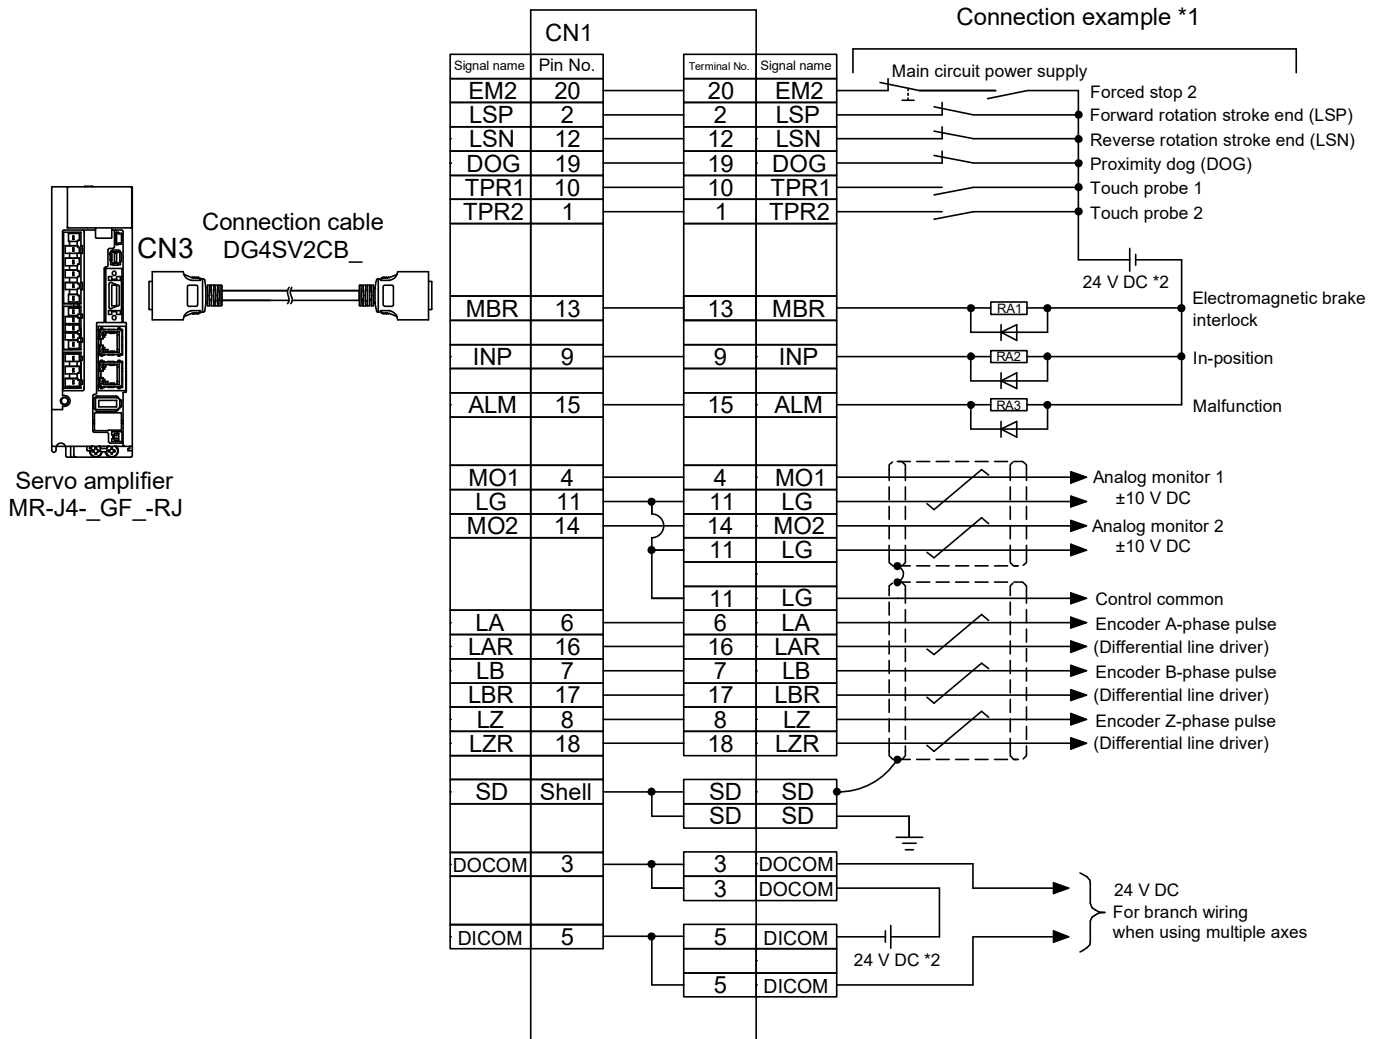 Connection example *1
CN1
Signal name Pin No. Terminal No. Signal name
Main circuit power supply
EM2 20 20 EM2 Forced stop 2
LSP 2 2 LSP Forward rotation stroke end (LSP)
LSN 12 12 LSN Reverse rotation stroke end (LSN)
DOG 19 19 DOG Proximity dog (DOG)
TPR1 10 10 TPR1 Touch probe 1
TPR2 1 1 TPR2 Touch probe 2
Connection cable
DG4SV2CB_
CN3
24 V DC *2
MBR 13 13 MBR RA1 Electromagnetic brake
interlock
INP 9 9 INP RA2 In-position
ALM 15 15 ALM RA3 Malfunction
Servo amplifier
MR-J4-_GF_-RJ
MO1 4 4 MO1 Analog monitor 1
LG 11 11 LG ±10 V DC
MO2 14 14 MO2 Analog monitor 2
11 LG ±10 V DC
11 LG Control common
LA 6 6 LA Encoder A-phase pulse
LAR 16 16 LAR (Differential line driver)
LB 7 7 LB Encoder B-phase pulse
LBR 17 17 LBR (Differential line driver)
LZ 8 8 LZ Encoder Z-phase pulse
LZR 18 18 LZR (Differential line driver)
SD Shell SD SD
SD SD
DOCOM 3 3 DOCOM
3 DOCOM
24 V DC
For branch wiring
when using multiple axes
DICOM 5 5 DICOM
24 V DC *2
5 DICOM